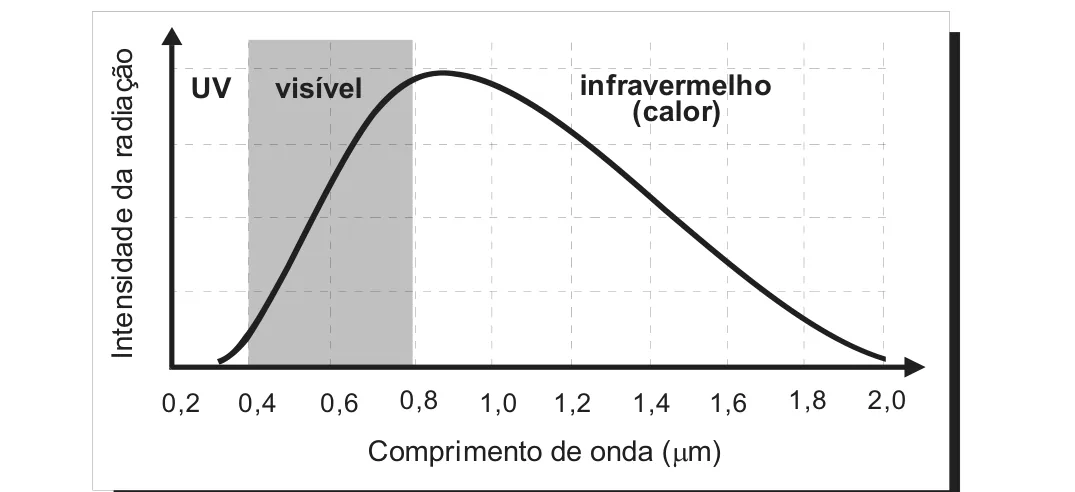 Intensidade da radiação
UV
visível
infravermelho
(calor)
0,2 0,4 0,6 0,8 1,0 1,2 1,4 1,6 1,8 2,0
Comprimento de onda (μm)